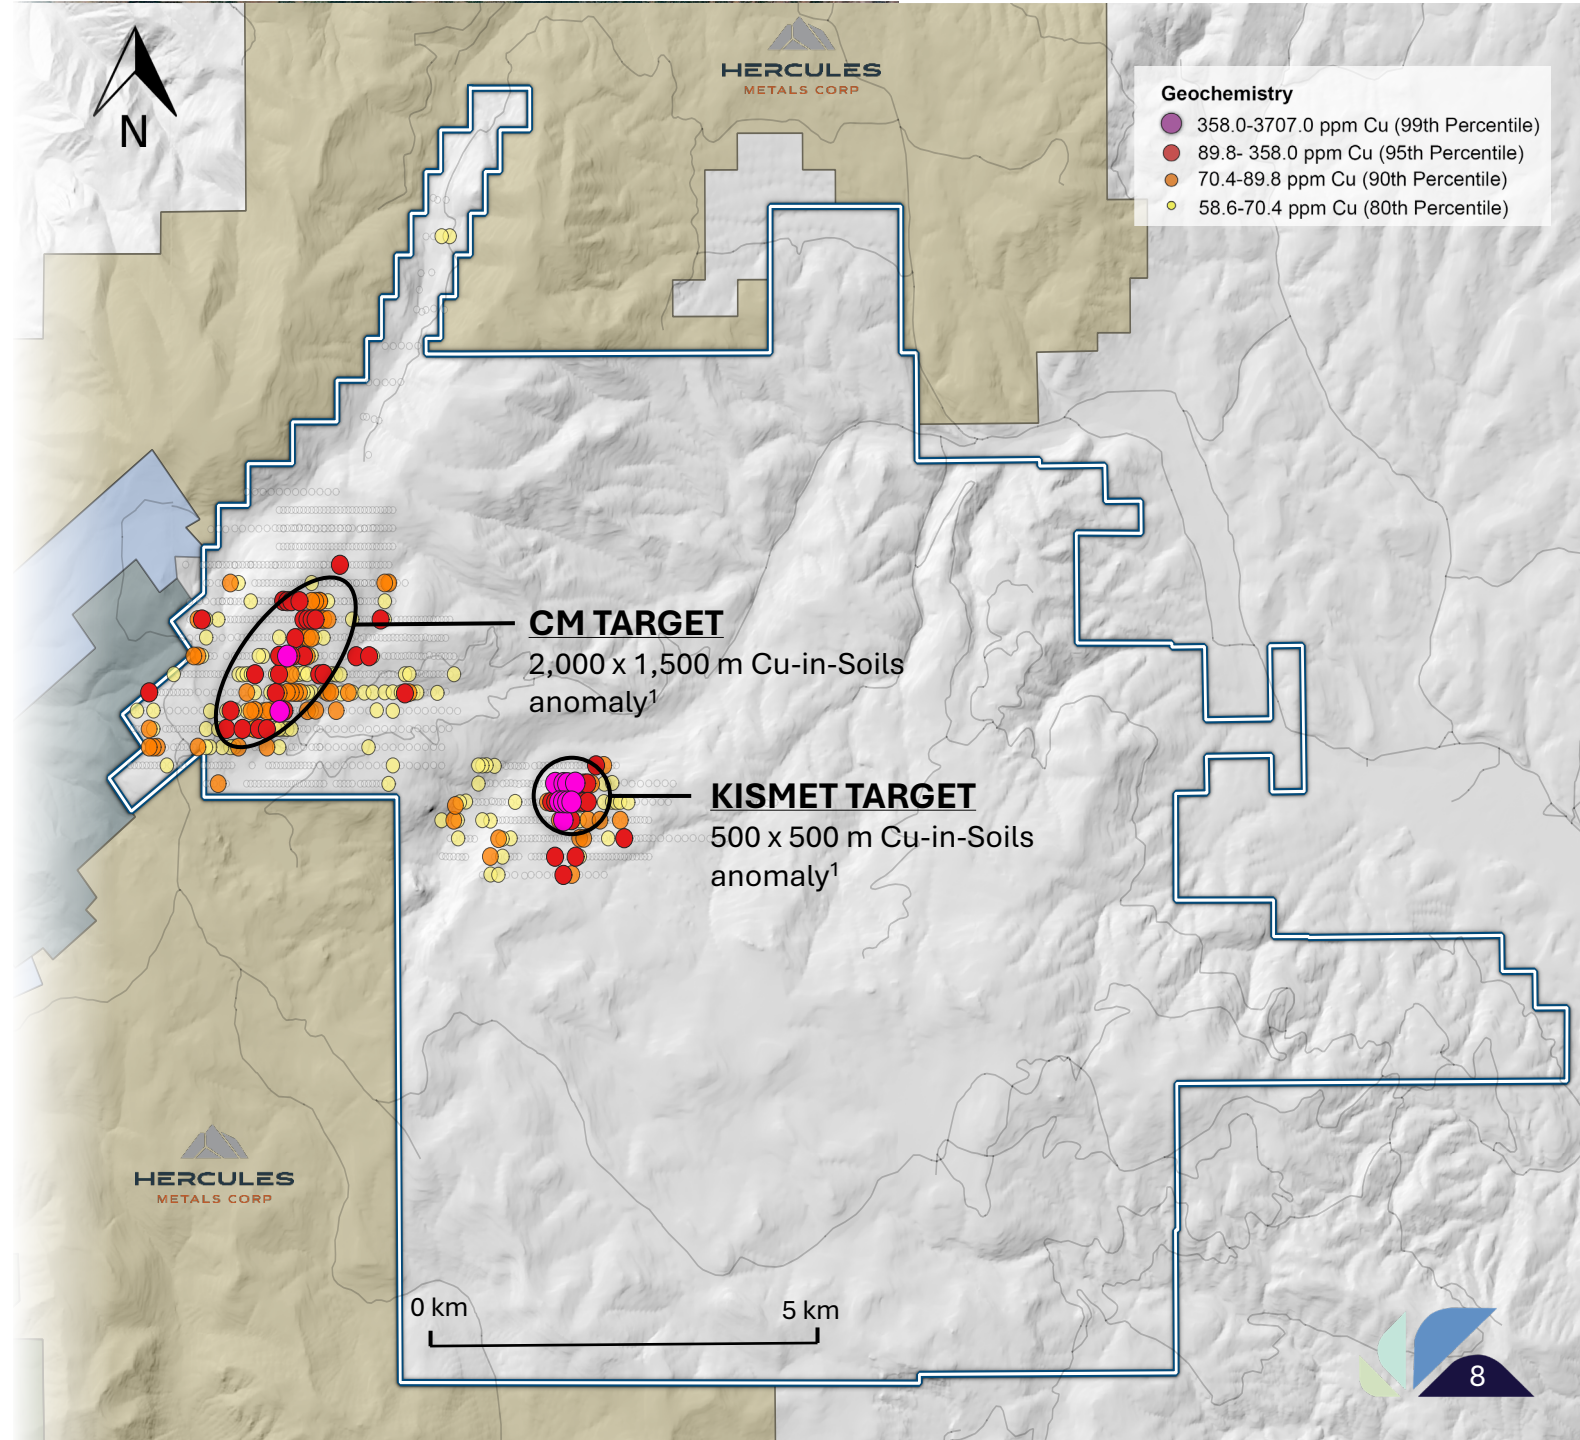 N
HERCULES
METALS CORP
Geochemistry
358.0-3707.0 ppm Cu (99th Percentile)
89.8- 358.0 ppm Cu (95th Percentile)
70.4-89.8 ppm Cu (90th Percentile)
58.6-70.4 ppm Cu (80th Percentile)
CM TARGET
2,000 x 1,500 m Cu-in-Soils
anomaly¹
KISMET TARGET
500 x 500 m Cu-in-Soils
anomaly¹
HERCULES
METALS CORP
0 km
5 km
8